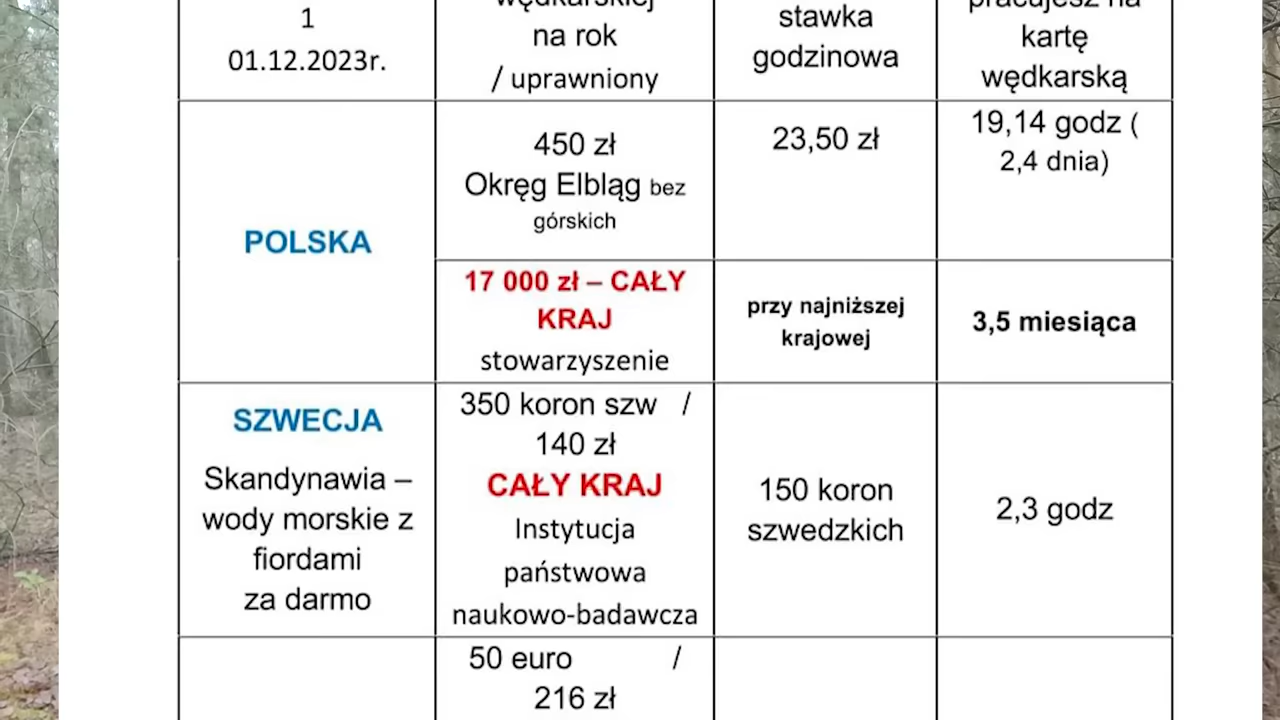 1
01.12.2023r.
wędkarskiej
na rok
/ uprawniony
stawka
godzinowa
pracujesz na
kartę
wędkarską
POLSKA
450 zł
Okręg Elbląg bez
górskich
23,50 zł
19,14 godz (
2,4 dnia)
17 000 zł – CAŁY
KRAJ
stowarzyszenie
przy najniższej
krajowej
3,5 miesiąca
SZWECJA
Skandynawia –
wody morskie z
fiordami
za darmo
350 koron szw /
140 zł
CAŁY KRAJ
Instytucja
państwowa
naukowo-badawcza
150 koron
szwedzkich
2,3 godz
50 euro /
216 zł